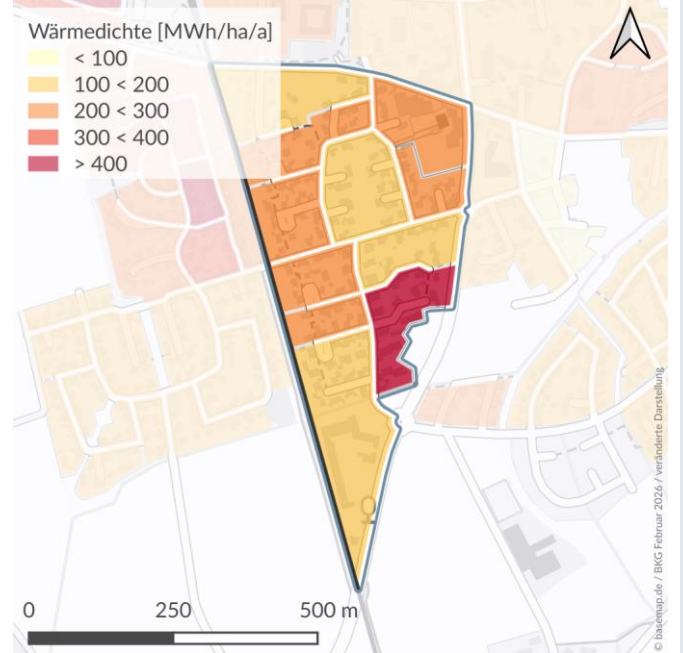 Wärmedichte [MWh/ha/a]
< 100
100 < 200
200 < 300
300 < 400
> 400
0 250 500 m
© basemap.de / BKG Februar 2026 / veränderte Darstellung